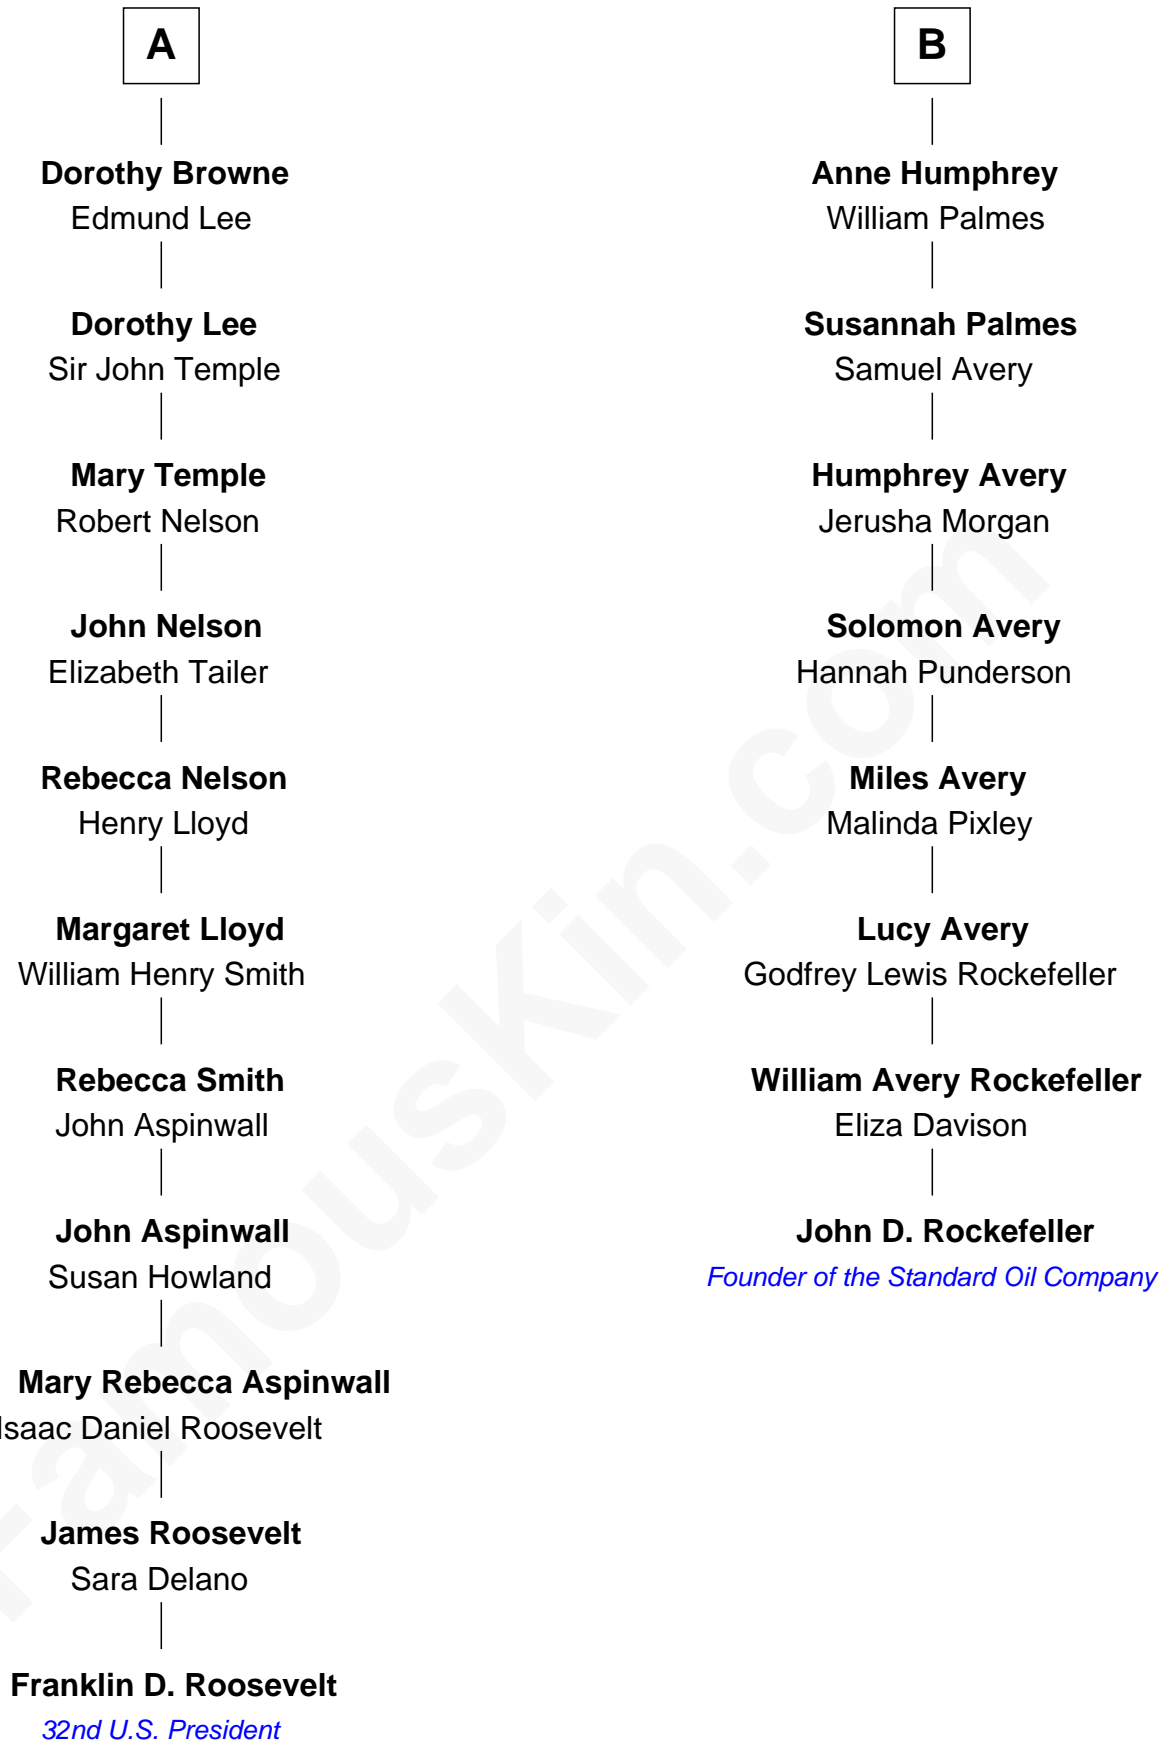 A
Dorothy Browne
Edmund Lee
Dorothy Lee
Sir John Temple
Mary Temple
Robert Nelson
John Nelson
Elizabeth Tailer
Rebecca Nelson
Henry Lloyd
Margaret Lloyd
William Henry Smith
Rebecca Smith
John Aspinwall
John Aspinwall
Susan Howland
Mary Rebecca Aspinwall
Isaac Daniel Roosevelt
James Roosevelt
Sara Delano
Franklin D. Roosevelt
32nd U.S. President
B
Anne Humphrey
William Palmes
Susannah Palmes
Samuel Avery
Humphrey Avery
Jerusha Morgan
Solomon Avery
Hannah Punderson
Miles Avery
Malinda Pixley
Lucy Avery
Godfrey Lewis Rockefeller
William Avery Rockefeller
Eliza Davison
John D. Rockefeller
Founder of the Standard Oil Company
FamousKin.com